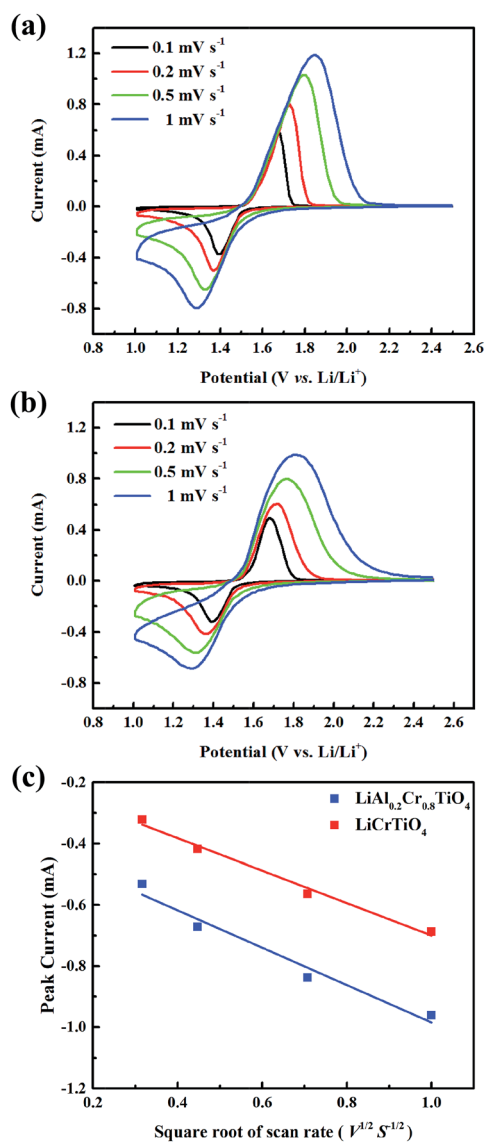 (a)
0.1 mV s-1
0.2 mV s-1
0.5 mV s-1
1 mV s-1
Current (mA)
1.2
0.8
0.4
0.0
-0.4
-0.8
0.8 1.0 1.2 1.4 1.6 1.8 2.0 2.2 2.4 2.6
Potential (V vs. Li/Li+)
(b)
0.1 mV s-1
0.2 mV s-1
0.5 mV s-1
1 mV s-1
Current (mA)
1.2
0.8
0.4
0.0
-0.4
-0.8
0.8 1.0 1.2 1.4 1.6 1.8 2.0 2.2 2.4 2.6
Potential (V vs. Li/Li+)
(c)
LiAl0.2Cr0.8TiO4
LiCrTiO4
Peak Current (mA)
-0.2
-0.4
-0.6
-0.8
-1.0
-1.2
0.2 0.4 0.6 0.8 1.0
Square root of scan rate ( V1/2 S-1/2)